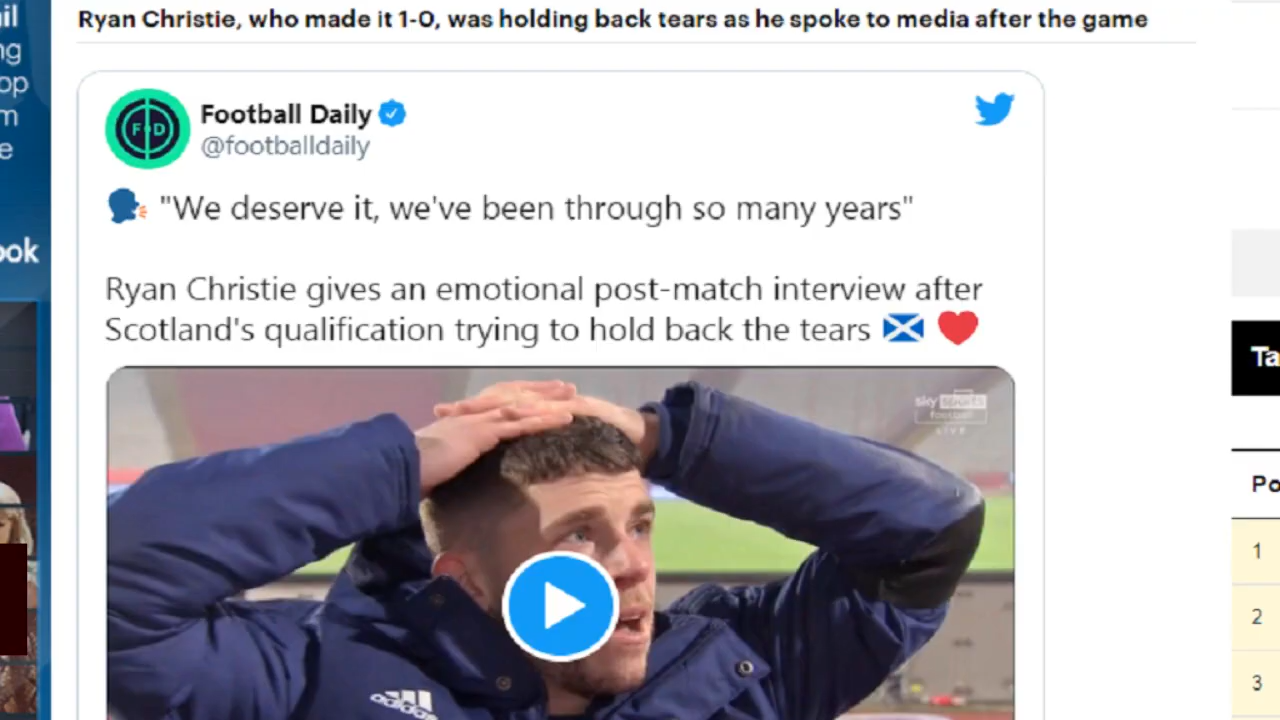 Ryan Christie, who made it 1-0, was holding back tears as he spoke to media after the game
Football Daily
@footballdaily
F D
"We deserve it, we've been through so many years"
Ryan Christie gives an emotional post-match interview after
Scotland's qualification trying to hold back the tears
sky sports
football
LIVE
adidas
ook
Ta
Po
1
2
3